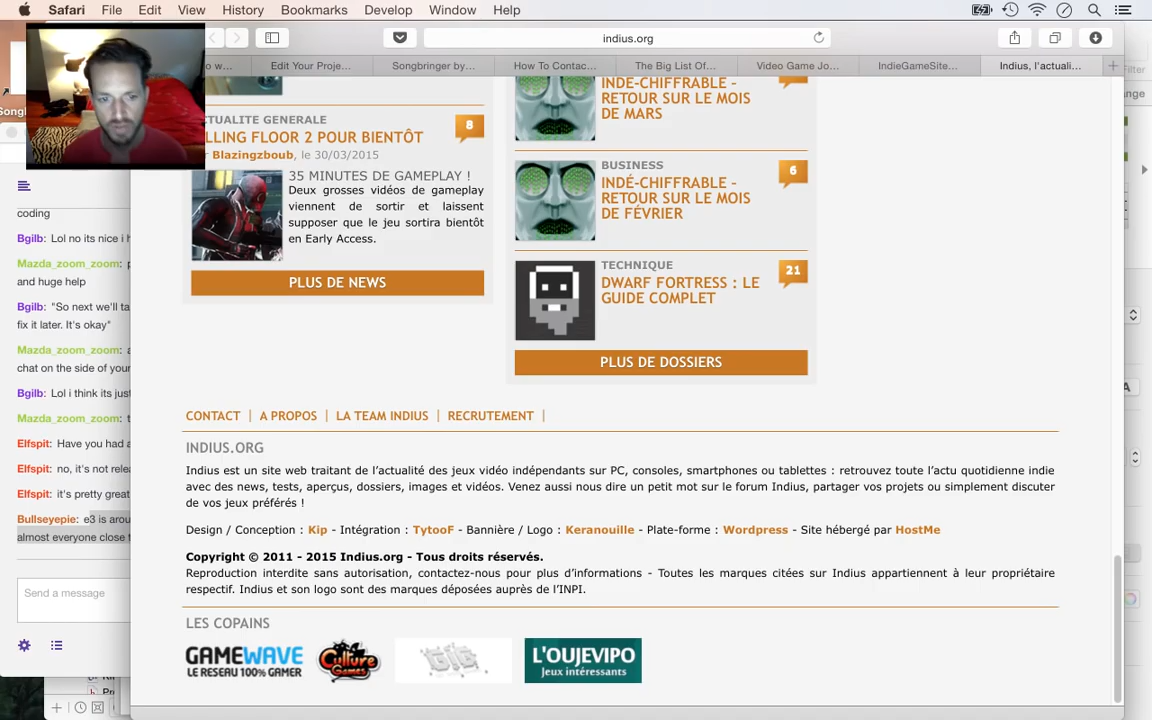 Safari File Edit View History Bookmarks Develop Window Help
indius.org
Edit Your Proje...
Songbringer by...
How To Contac...
The Big List Of...
Video Game Jo...
IndieGameSite...
Indius, l'actuali...
coding
Bgilb: Lol no its nice i
Mazda_zoom_zoom:
and huge help
Bgilb: "So next we'll ta
fix it later. It's okay"
Mazda_zoom_zoom: a
chat on the side of your
Bgilb: Lol i think its jus
Mazda_zoom_zoom: t
Elfspit: Have you had a
Elfspit: no, it's not rele
Elfspit: it's pretty great
Bullseyepie: e3 is arou
almost everyone close t
Send a message
CTUALITE GENERALE
LLING FLOOR 2 POUR BIENTÔT
8
Blazingzboub, le 30/03/2015
35 MINUTES DE GAMEPLAY !
Deux grosses vidéos de gameplay
viennent de sortir et laissent
supposer que le jeu sortira bientôt
en Early Access.
PLUS DE NEWS
INDÉ-CHIFFRABLE -
RETOUR SUR LE MOIS
DE MARS
BUSINESS
INDÉ-CHIFFRABLE -
RETOUR SUR LE MOIS
DE FÉVRIER
6
TECHNIQUE
DWARF FORTRESS : LE
GUIDE COMPLET
21
PLUS DE DOSSIERS
CONTACT | A PROPOS | LA TEAM INDIUS | RECRUTEMENT |
INDIUS.ORG
Indius est un site web traitant de l'actualité des jeux vidéo indépendants sur PC, consoles, smartphones ou tablettes : retrouvez toute l'actu quotidienne indie
avec des news, tests, aperçus, dossiers, images et vidéos. Venez aussi nous dire un petit mot sur le forum Indius, partager vos projets ou simplement discuter
de vos jeux préférés !
Design / Conception : Kip - Intégration : TytooF - Bannière / Logo : Keranouille - Plate-forme : Wordpress - Site hébergé par HostMe
Copyright © 2011 - 2015 Indius.org - Tous droits réservés.
Reproduction interdite sans autorisation, contactez-nous pour plus d'informations - Toutes les marques citées sur Indius appartiennent à leur propriétaire
respectif. Indius et son logo sont des marques déposées auprès de l'INPI.
LES COPAINS
GAMEWAVE
LE RESEAU 100% GAMER
Culture Games
L'OUJEVIPO
Jeux intéressants